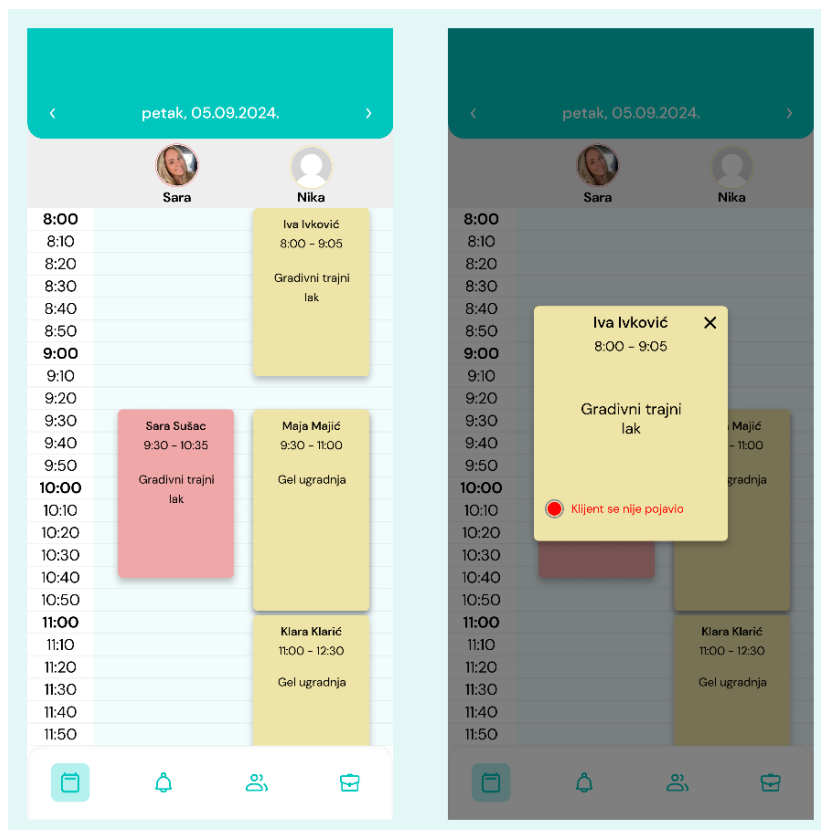 petak, 05.09.2024.
Sara
Nika
8:00
8:10
8:20
8:30
8:40
8:50
9:00
9:10
9:20
9:30
9:40
9:50
10:00
10:10
10:20
10:30
10:40
10:50
11:00
11:10
11:20
11:30
11:40
11:50
Iva Ivković
8:00 - 9:05
Gradivni trajni
lak
Sara Sušac
9:30 - 10:35
Gradivni trajni
lak
Maja Majić
9:30 - 11:00
Gel ugradnja
Klara Klarić
11:00 - 12:30
Gel ugradnja
petak, 05.09.2024.
Sara
Nika
8:00
8:10
8:20
8:30
8:40
8:50
9:00
9:10
9:20
9:30
9:40
9:50
10:00
10:10
10:20
10:30
10:40
10:50
11:00
11:10
11:20
11:30
11:40
11:50
Iva Ivković
8:00 - 9:05
Gradivni trajni
lak
Klijent se nije pojavio
Majić
- 11:00
gradnja
Klara Klarić
11:00 - 12:30
Gel ugradnja